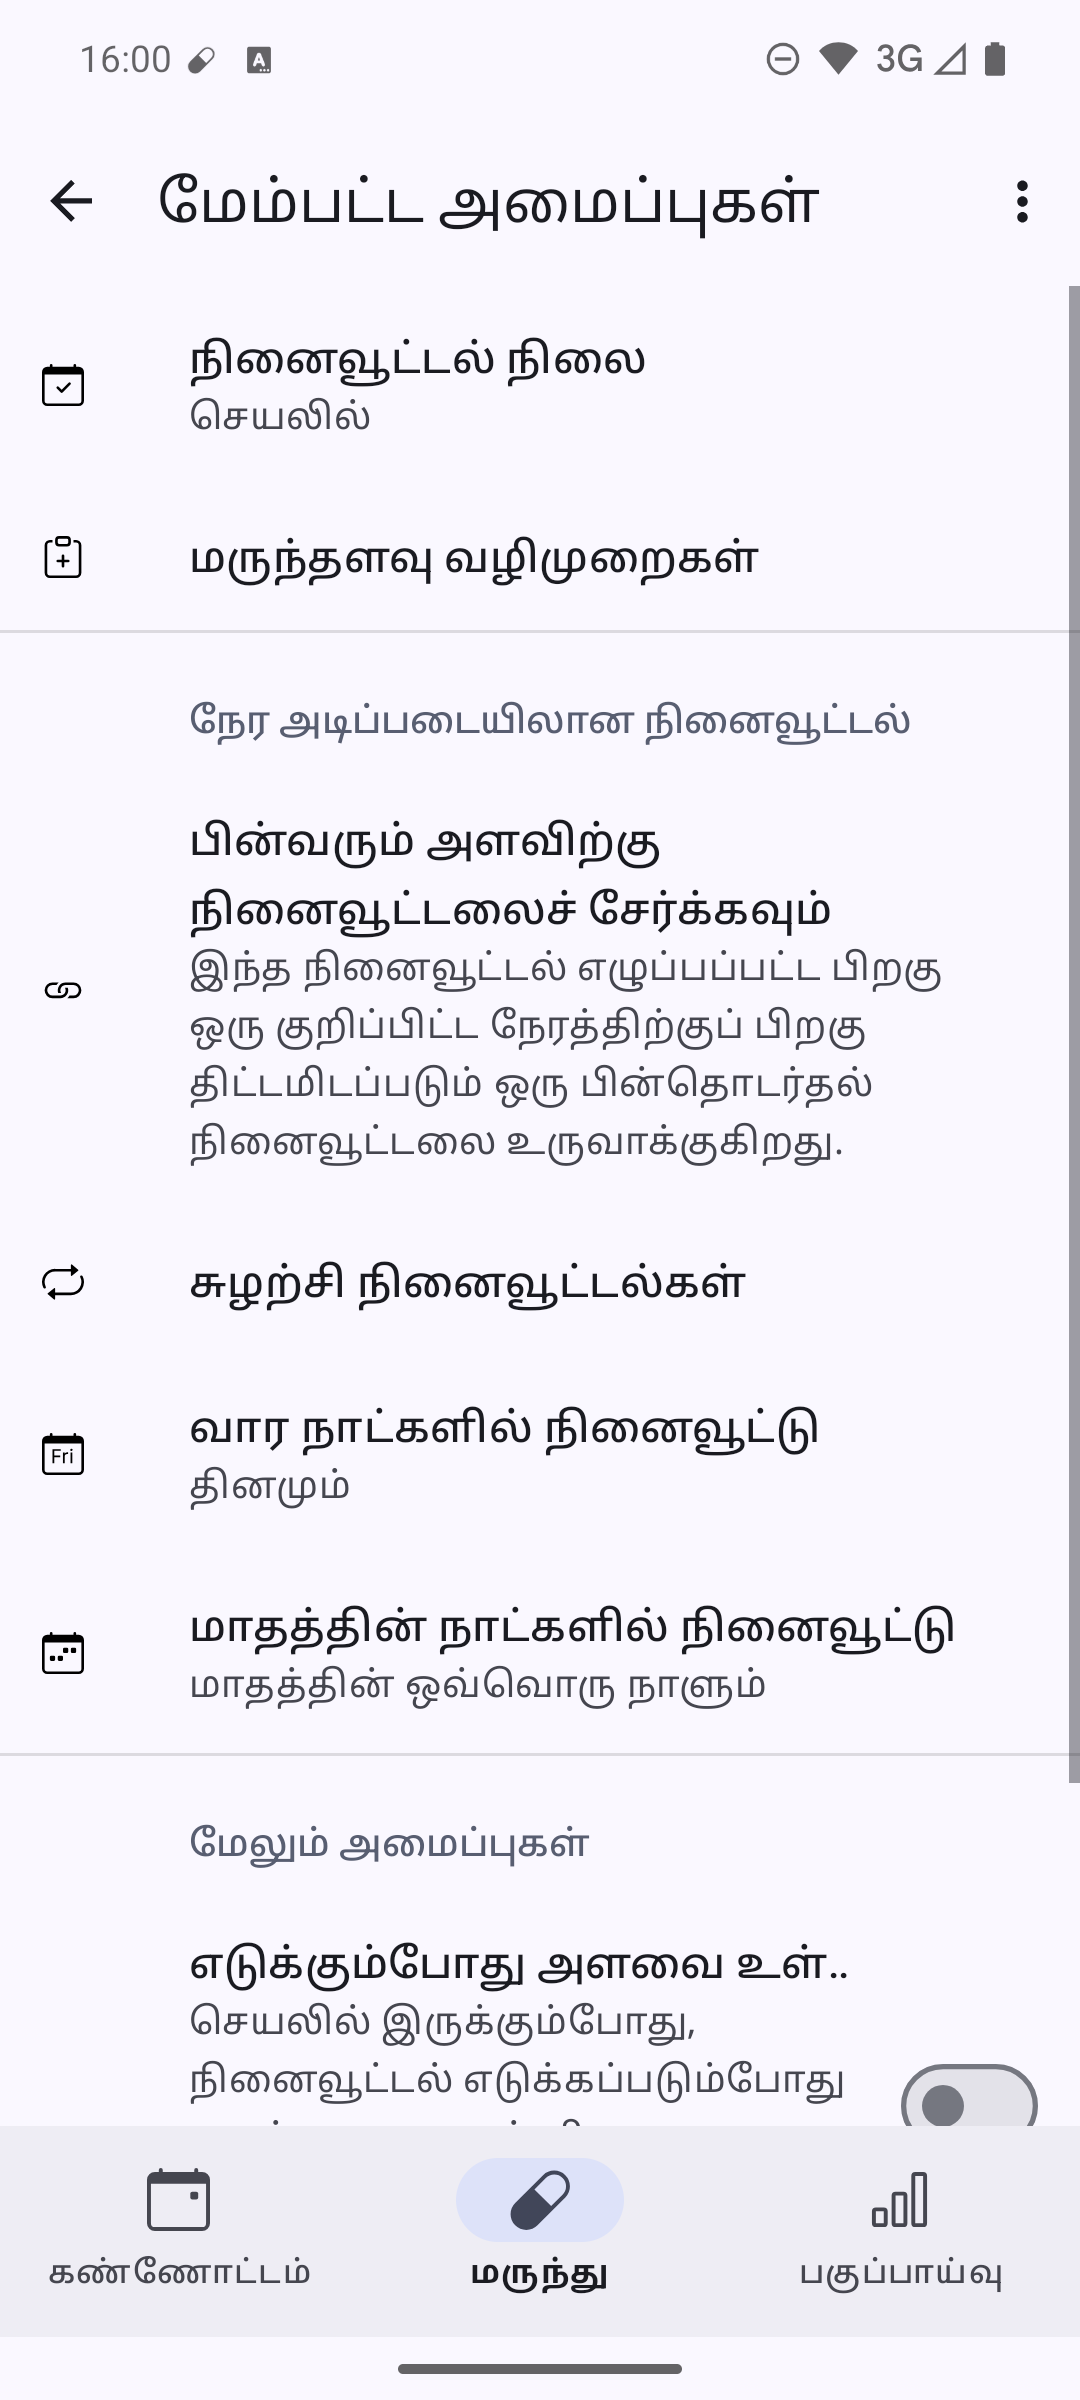 16:00
3G
மேம்பட்ட அமைப்புகள்
நினைவூட்டல் நிலை
செயலில்
மருந்தளவு வழிமுறைகள்
நேர அடிப்படையிலான நினைவூட்டல்
பின்வரும் அளவிற்கு
நினைவூட்டலைச் சேர்க்கவும்
இந்த நினைவூட்டல் எழுப்பப்பட்ட பிறகு
ஒரு குறிப்பிட்ட நேரத்திற்குப் பிறகு
திட்டமிடப்படும் ஒரு பின்தொடர்தல்
நினைவூட்டலை உருவாக்குகிறது.
சுழற்சி நினைவூட்டல்கள்
Fri
வார நாட்களில் நினைவூட்டு
தினமும்
மாதத்தின் நாட்களில் நினைவூட்டு
மாதத்தின் ஒவ்வொரு நாளும்
மேலும் அமைப்புகள்
எடுக்கும்போது அளவை உள்..
செயலில் இருக்கும்போது,
நினைவூட்டல் எடுக்கப்படும்போது
கண்ணோட்டம்
மருந்து
பகுப்பாய்வு